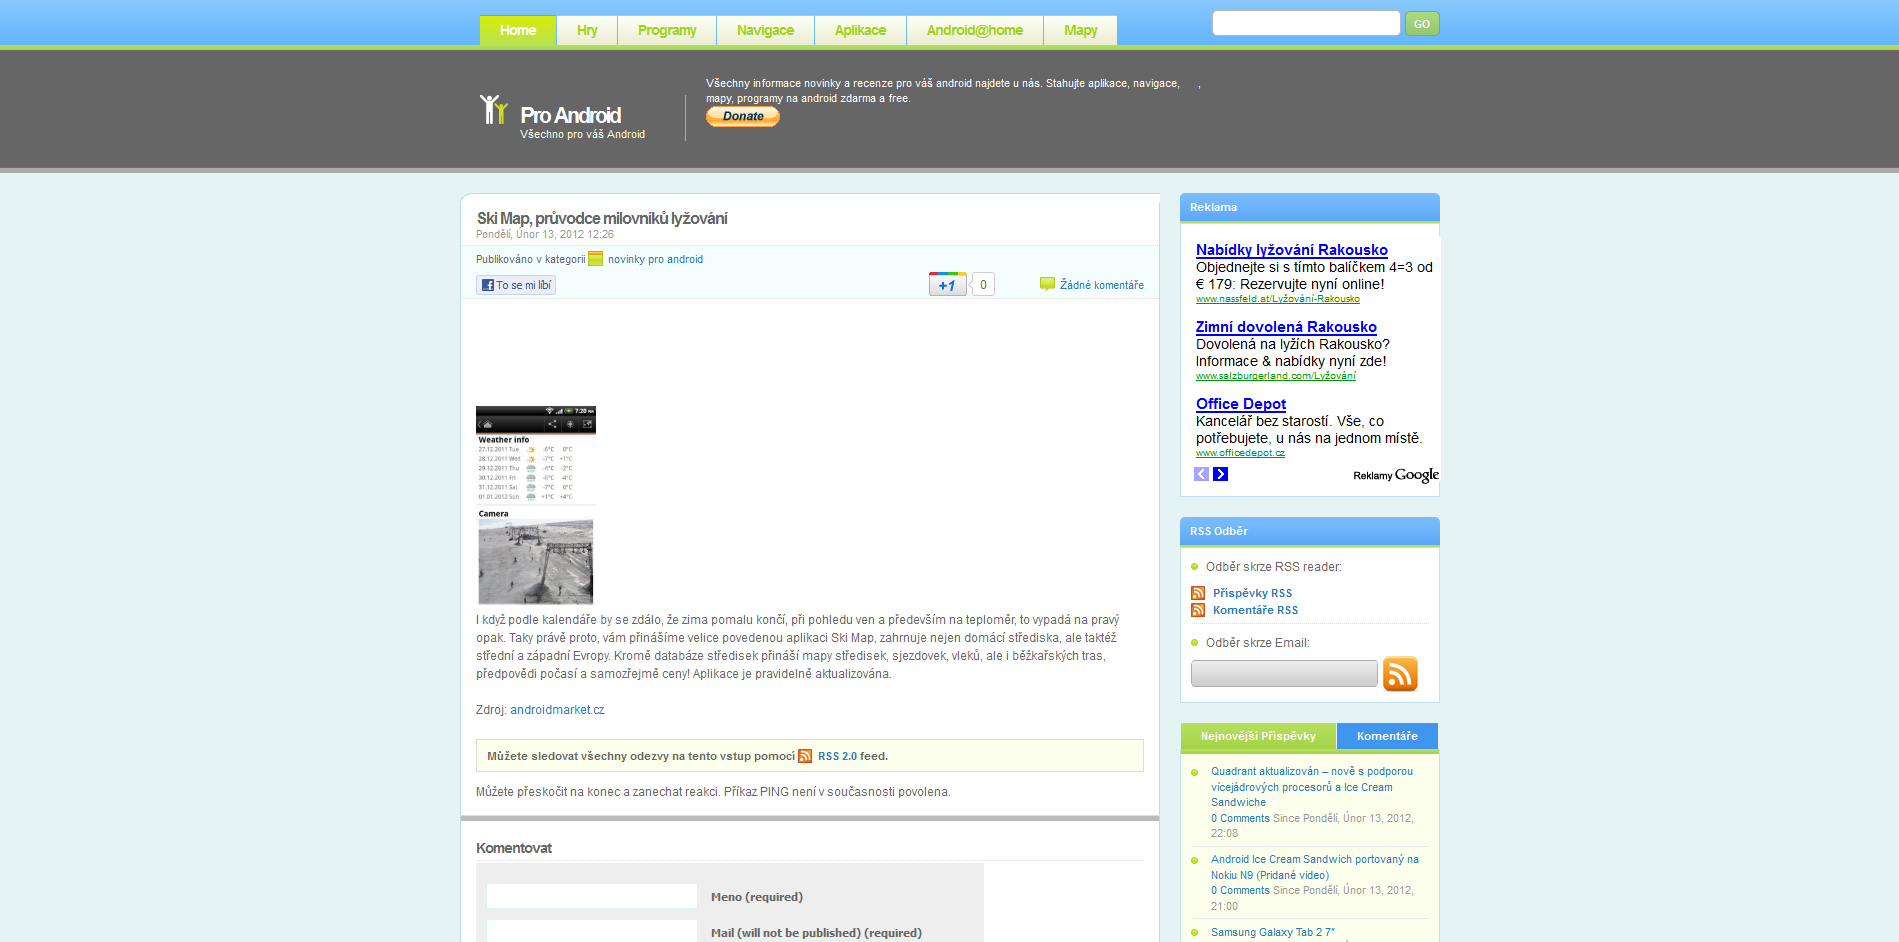 Home Hry Programy Navigace Aplikace Android@home Mapy GO
Všechny informace novinky a recenze pro váš android najdete u nás. Stahujte aplikace, navigace, ,
mapy, programy na android zdarma a free.
Donate
Pro Android
Všechno pro váš Android
Ski Map, průvodce milovníků lyžování
Pondělí, Únor 13, 2012 12:26
Publikováno v kategorii novinky pro android
To se mi líbí +1 0 Žádné komentáře
7:20 PM
Weather info
27.12.2011 Tue -6°C 0°C
28.12.2011 Wed -7°C +1°C
29.12.2011 Thu -4°C -2°C
30.12.2011 Fri -6°C -4°C
31.12.2011 Sat -7°C 0°C
01.01.2012 Sun +1°C +4°C
Camera
I když podle kalendáře by se zdálo, že zima pomalu končí, při pohledu ven a především na teploměr, to vypadá na pravý
opak. Taky právě proto, vám přinášíme velice povedenou aplikaci Ski Map, zahrnuje nejen domácí střediska, ale taktéž
střední a západní Evropy. Kromě databáze středisek přináší mapy středisek, sjezdovek, vleků, ale i běžkařských tras,
předpovědi počasí a samozřejmě ceny! Aplikace je pravidelně aktualizována.
Zdroj: androidmarket.cz
Můžete sledovat všechny odezvy na tento vstup pomocí RSS 2.0 feed.
Můžete přeskočit na konec a zanechat reakci. Příkaz PING není v současnosti povolena.
Komentovat
Meno (required)
Mail (will not be published) (required)
Reklama
Nabídky lyžování Rakousko
Objednejte si s tímto balíčkem 4=3 od
€ 179: Rezervujte nyní online!
www.nassfeld.at/Lyžování-Rakousko
Zimní dovolená Rakousko
Dovolená na lyžích Rakousko?
Informace & nabídky nyní zde!
www.salzburgerland.com/Lyžování
Office Depot
Kancelář bez starostí. Vše, co
potřebujete, u nás na jednom místě.
www.officedepot.cz
Reklamy Google
RSS Odběr
Odběr skrze RSS reader:
Příspěvky RSS
Komentáře RSS
Odběr skrze Email:
Nejnovější Příspěvky Komentáře
Quadrant aktualizován – nově s podporou
vícejádrových procesorů a Ice Cream
Sandwiche
0 Comments Since Pondělí, Únor 13, 2012,
22:08
Android Ice Cream Sandwich portovaný na
Nokiu N9 (Pridané video)
0 Comments Since Pondělí, Únor 13, 2012,
21:00
Samsung Galaxy Tab 2 7″